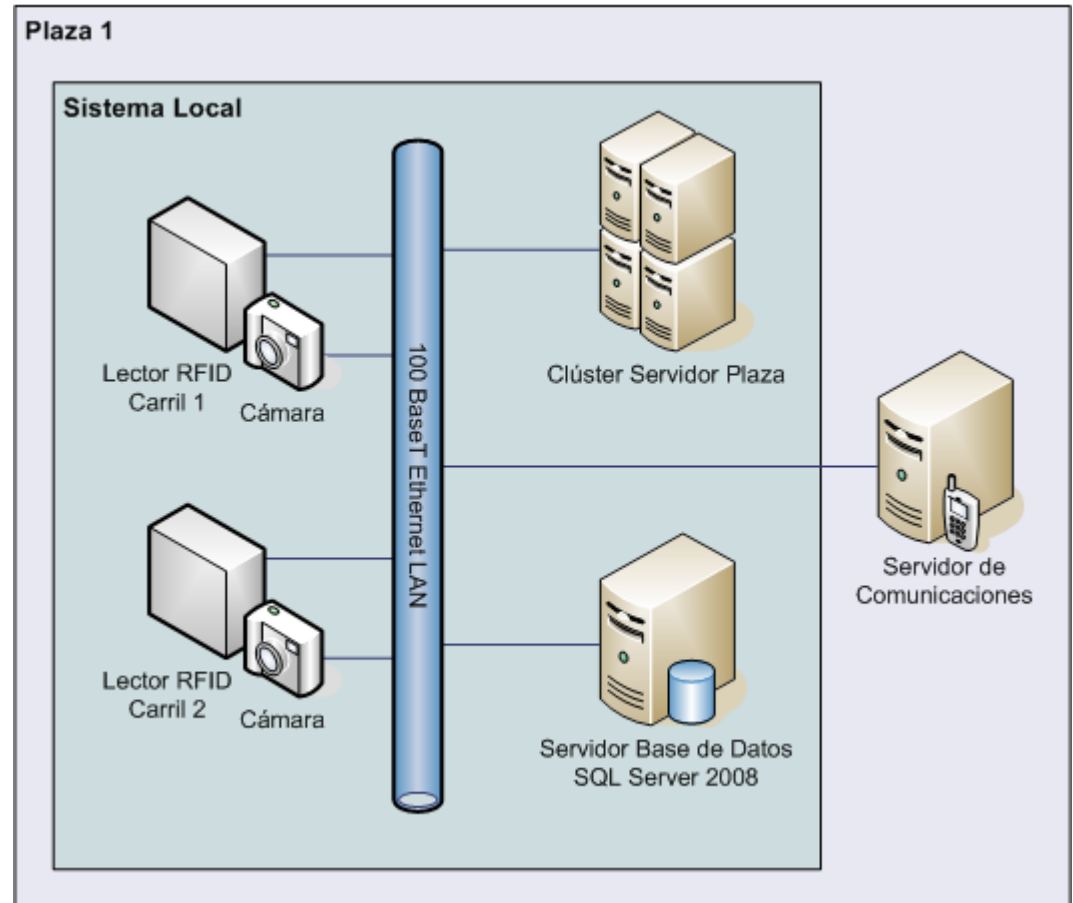 Plaza 1
Sistema Local
Lector RFID
Carril 1
Cámara
100 BaseT Ethernet LAN
Clúster Servidor Plaza
Servidor de
Comunicaciones
Lector RFID
Carril 2
Cámara
Servidor Base de Datos
SQL Server 2008